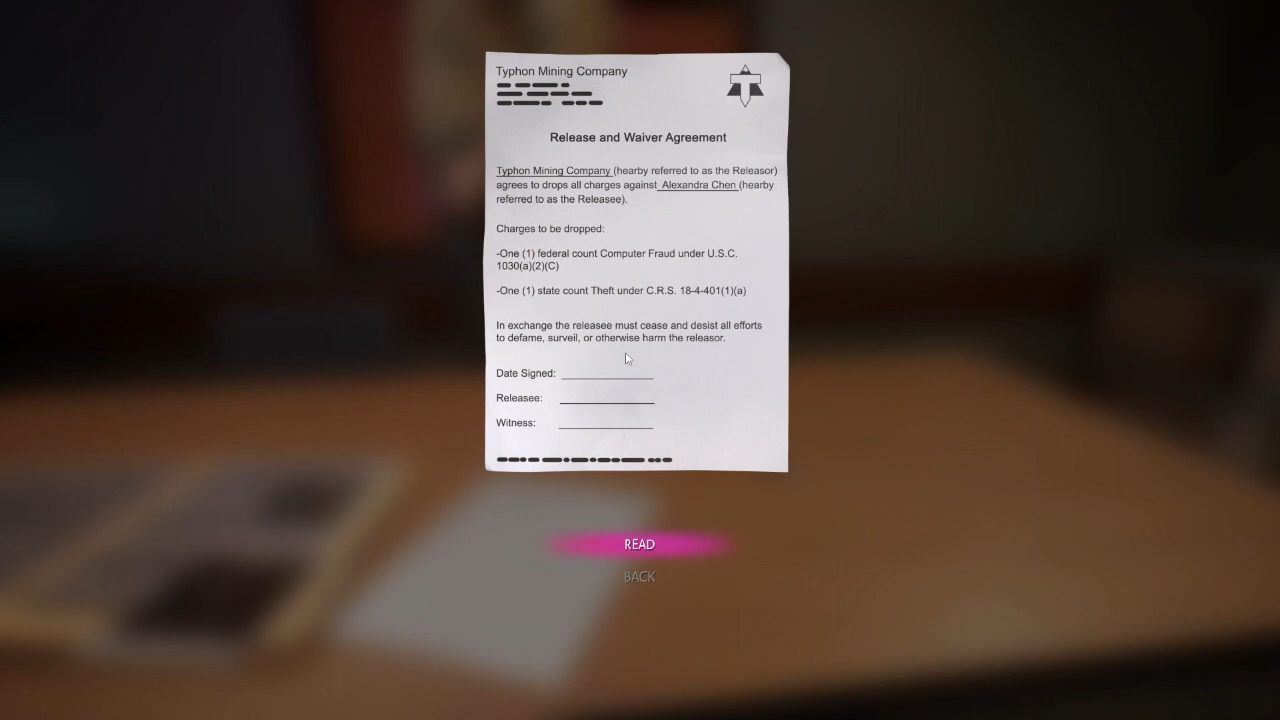 Typhon Mining Company
Release and Waiver Agreement
Typhon Mining Company (hearby referred to as the Releasor)
agrees to drops all charges against Alexandra Chen (hearby
referred to as the Releasee).
Charges to be dropped:
-One (1) federal count Computer Fraud under U.S.C.
1030(a)(2)(C)
-One (1) state count Theft under C.R.S. 18-4-401(1)(a)
In exchange the releasee must cease and desist all efforts
to defame, surveil, or otherwise harm the releasor.
Date Signed:
Releasee:
Witness:
READ
BACK